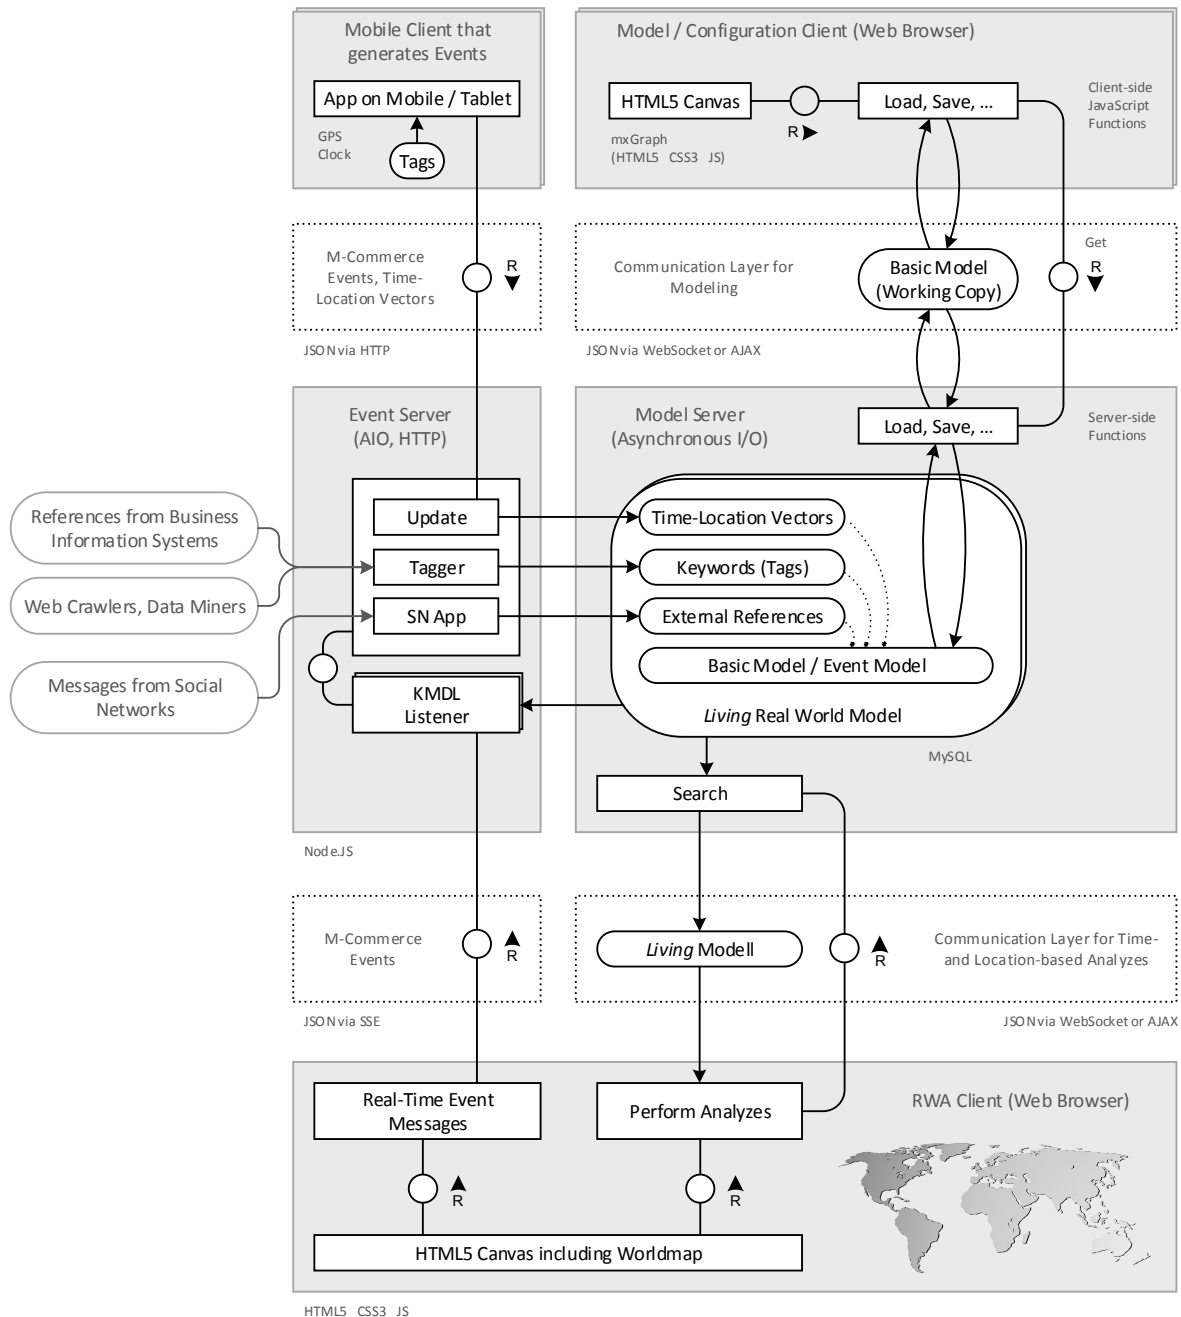 Mobile Client that
generates Events
App on Mobile / Tablet
GPS
Clock
Tags
Model / Configuration Client (Web Browser)
HTML5 Canvas
R
Load, Save, ...
Client-side
JavaScript
Functions
mxGraph
(HTML5 CSS3 JS)
M-Commerce
Events, Time-
Location Vectors
R
JSON via HTTP
Communication Layer for
Modeling
Basic Model
(Working Copy)
Get
R
JSON via WebSocket or AJAX
Event Server
(AIO, HTTP)
Model Server
(Asynchronous I/O)
Load, Save, ...
Server-side
Functions
References from Business
Information Systems
Web Crawlers, Data Miners
Messages from Social
Networks
Update
Tagger
SN App
KMDL
Listener
Time-Location Vectors
Keywords (Tags)
External References
Basic Model / Event Model
Living Real World Model
MySQL
Search
Node.JS
M-Commerce
Events
R
JSON via SSE
Living Modell
R
Communication Layer for Time-
and Location-based Analyzes
JSON via WebSocket or AJAX
Real-Time Event
Messages
Perform Analyzes
RWA Client (Web Browser)
R
R
HTML5 Canvas including Worldmap
HTML5 CSS3 JS